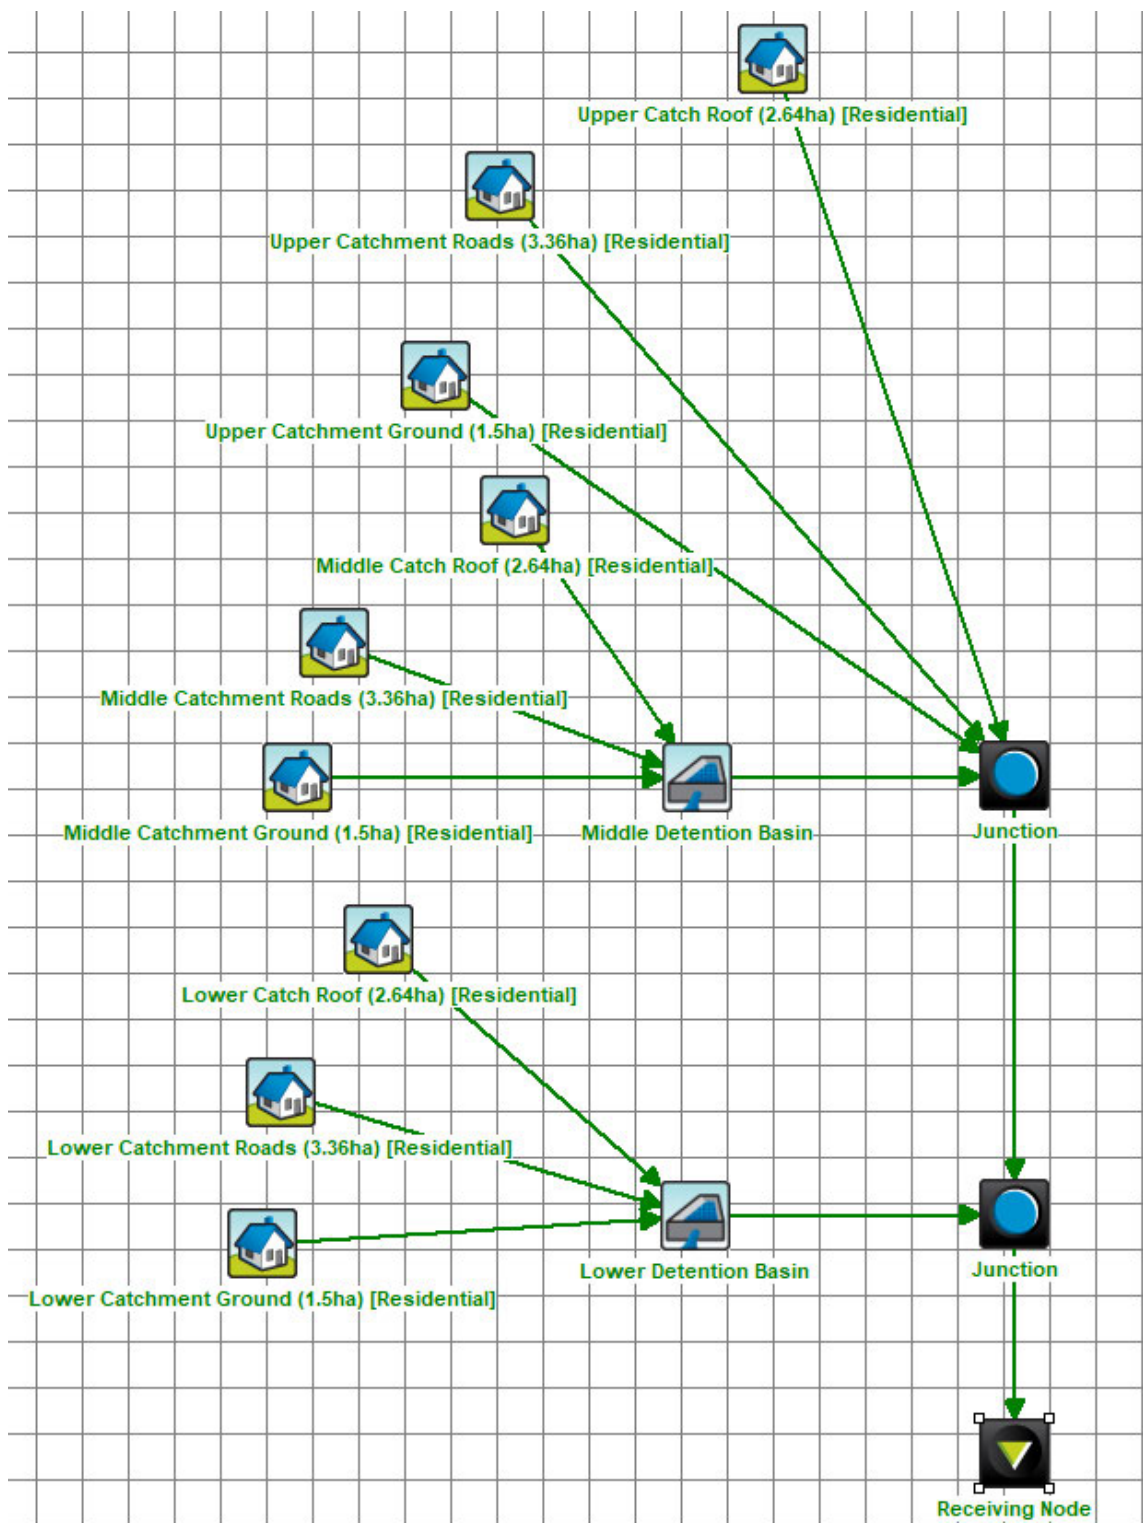 Upper Catch Roof (2.64ha) [Residential]
Upper Catchment Roads (3.36ha) [Residential]
Upper Catchment Ground (1.5ha) [Residential]
Middle Catch Roof (2.64ha) [Residential]
Middle Catchment Roads (3.36ha) [Residential]
Middle Catchment Ground (1.5ha) [Residential]
Middle Detention Basin
Junction
Lower Catch Roof (2.64ha) [Residential]
Lower Catchment Roads (3.36ha) [Residential]
Lower Catchment Ground (1.5ha) [Residential]
Lower Detention Basin
Junction
Receiving Node